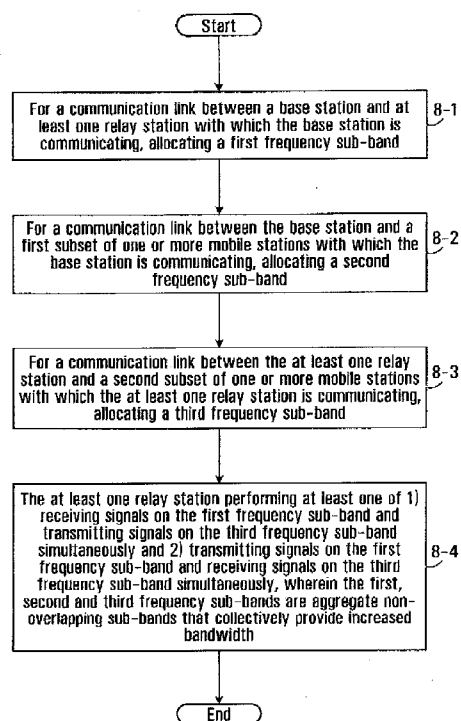 Start
For a communication link between a base station and at
least one relay station with which the base station is
communicating, allocating a first frequency sub-band
8-1
For a communication link between the base station and a
first subset of one or more mobile stations with which the
base station is communicating, allocating a second
frequency sub-band
8-2
For a communication link between the at least one relay
station and a second subset of one or more mobile stations
with which the at least one relay station is communicating,
allocating a third frequency sub-band
8-3
The at least one relay station performing at least one of 1)
receiving signals on the first frequency sub-band and
transmitting signals on the third frequency sub-band
simultaneously and 2) transmitting signals on the first
frequency sub-band and receiving signals on the third
frequency sub-band simultaneously, wherein the first,
second and third frequency sub-bands are aggregate non-
overlapping sub-bands that collectively provide increased
bandwidth
8-4
End